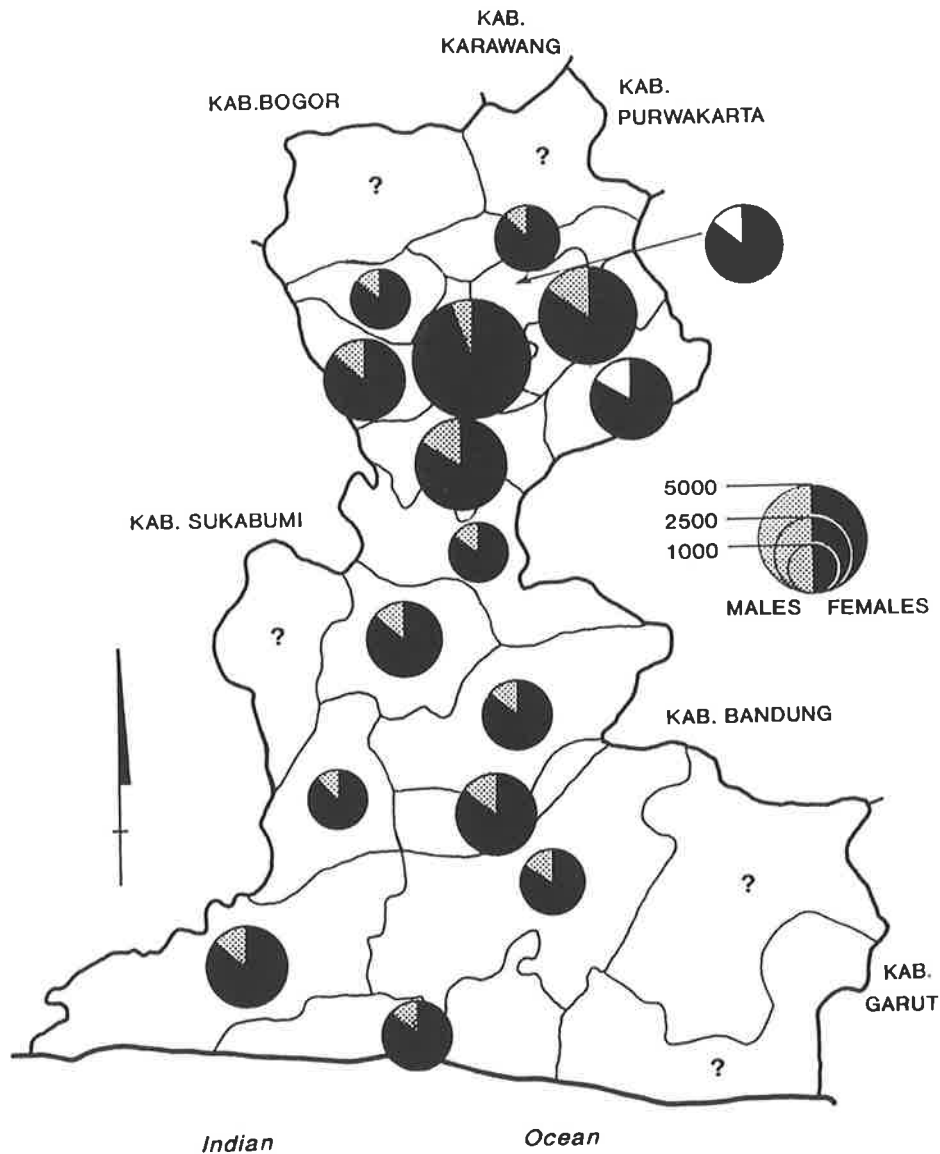 KAB.
KARAWANG
KAB.BOGOR
KAB.
PURWAKARTA
?
?
5000
2500
1000
MALES FEMALES
KAB. SUKABUMI
?
KAB. BANDUNG
?
KAB.
GARUT
?
Indian Ocean